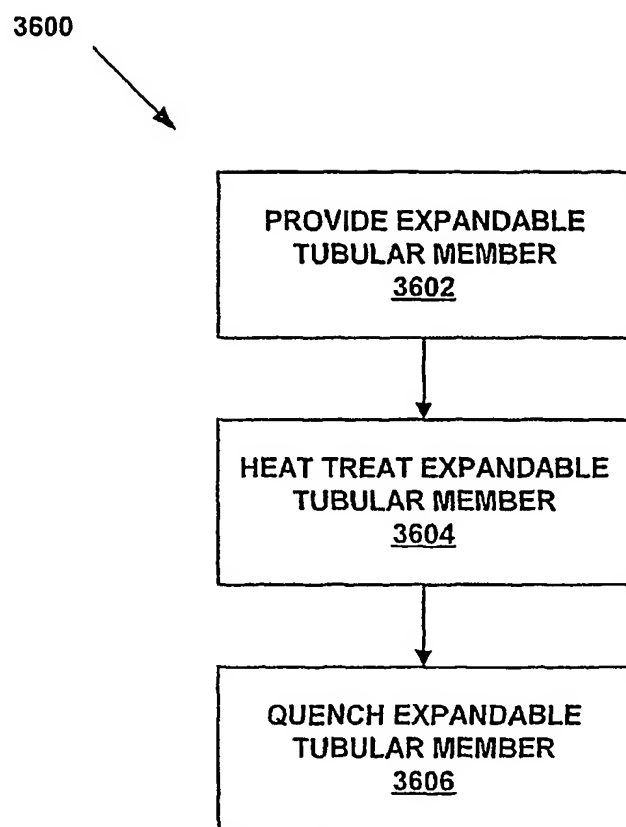 3600
PROVIDE EXPANDABLE
TUBULAR MEMBER
3602
HEAT TREAT EXPANDABLE
TUBULAR MEMBER
3604
QUENCH EXPANDABLE
TUBULAR MEMBER
3606